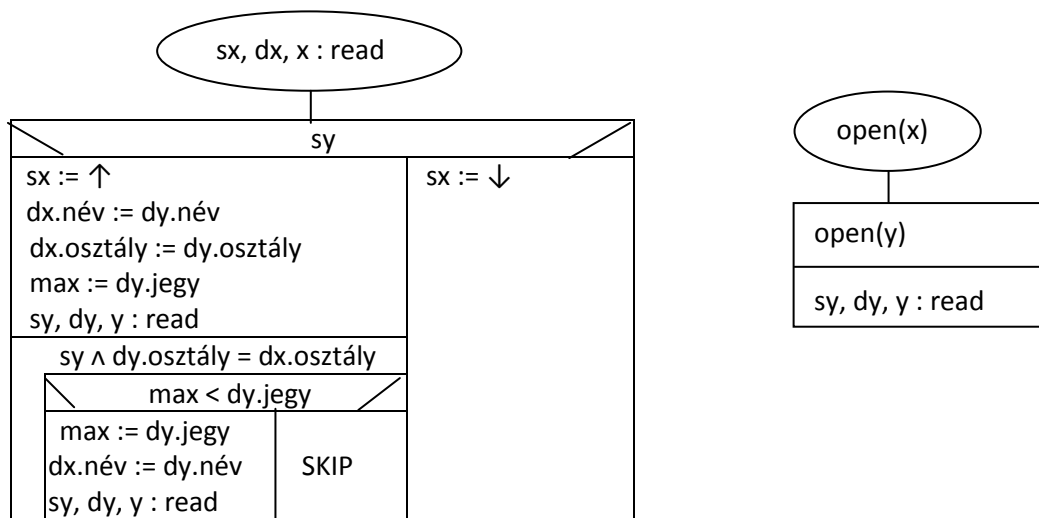 sx, dx, x : read
sy
sx := ↑
dx.név := dy.név
dx.osztály := dy.osztály
max := dy.jegy
sy, dy, y : read
sx := ↓
sy ∧ dy.osztály = dx.osztály
max < dy.jegy
max := dy.jegy
dx.név := dy.név
sy, dy, y : read
SKIP
open(x)
open(y)
sy, dy, y : read